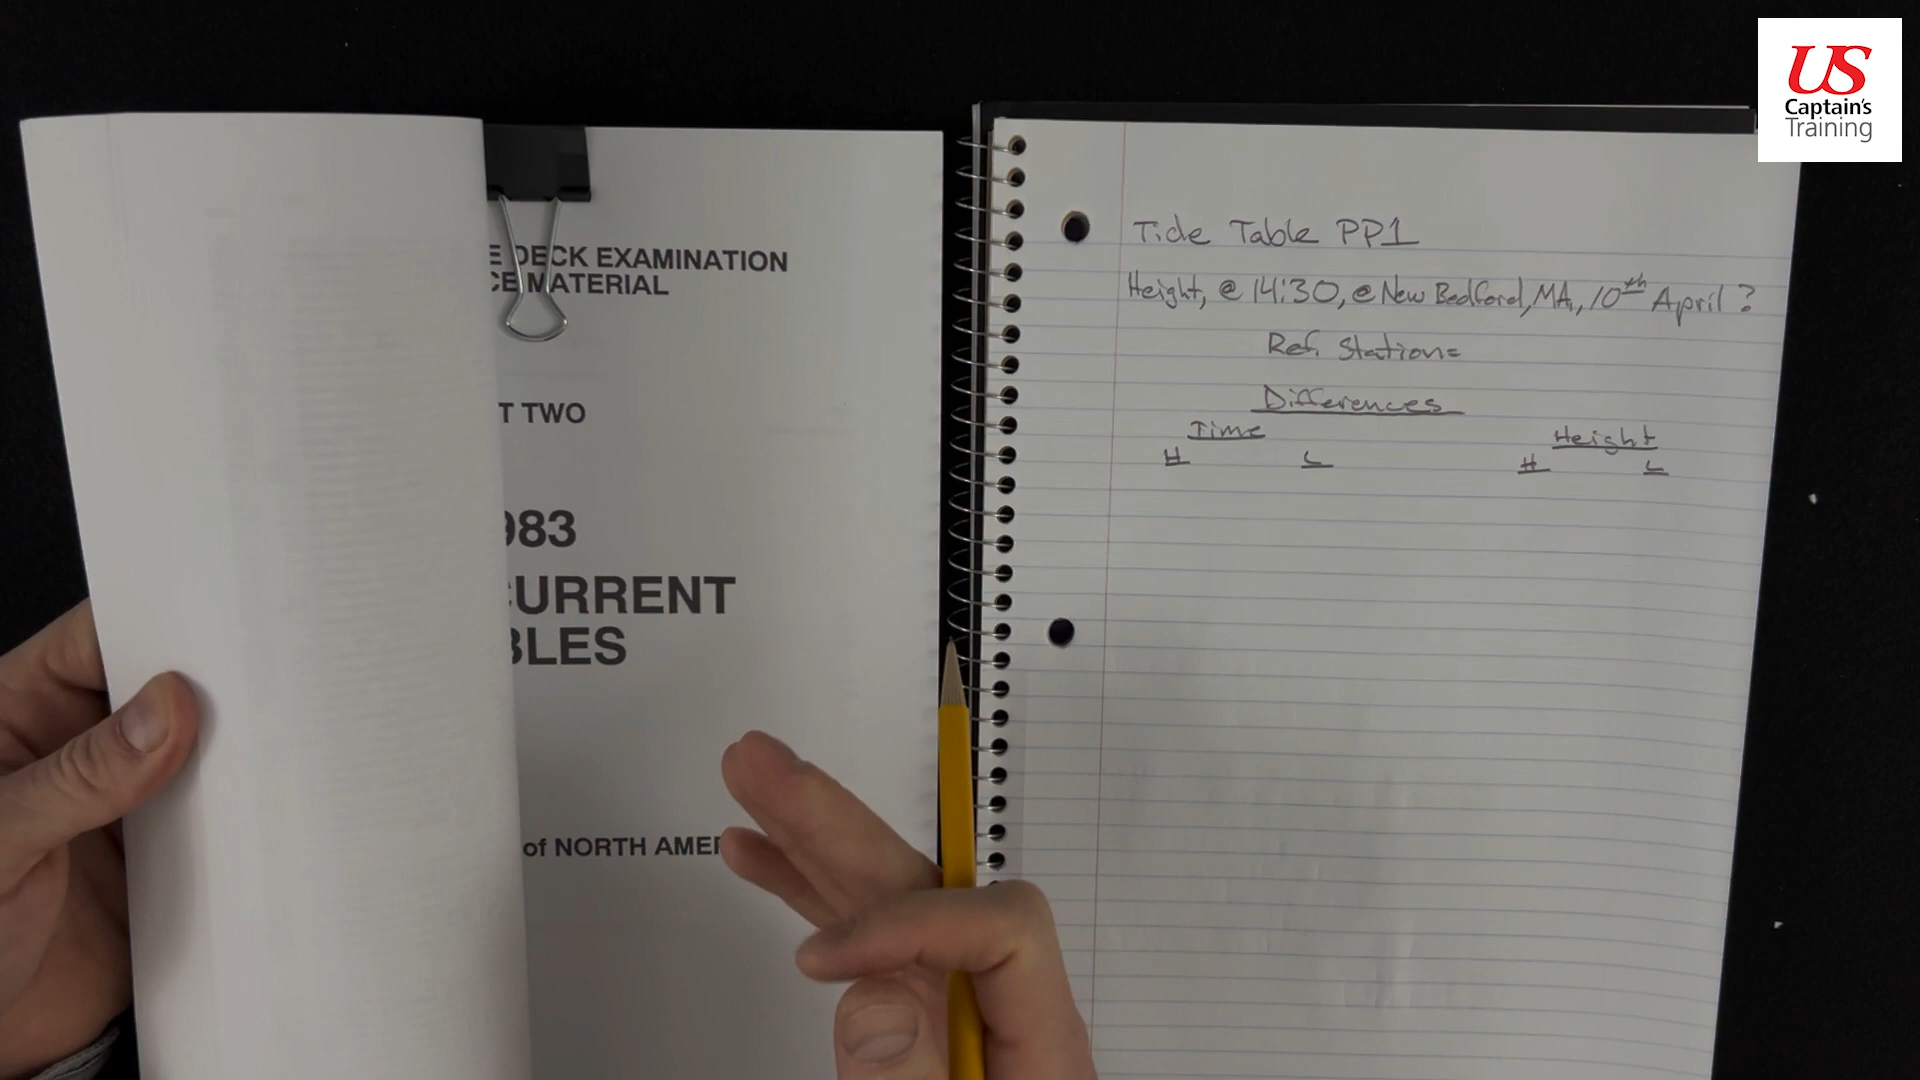 US
Captain's
Training
E DECK EXAMINATION
CE MATERIAL
T TWO
983
CURRENT
BLES
of NORTH AMER
Tide Table PP1
Height, @ 14:30, @ New Bedford, MA, 10th April?
Ref. Station=
Differences
Time Height
H L H L